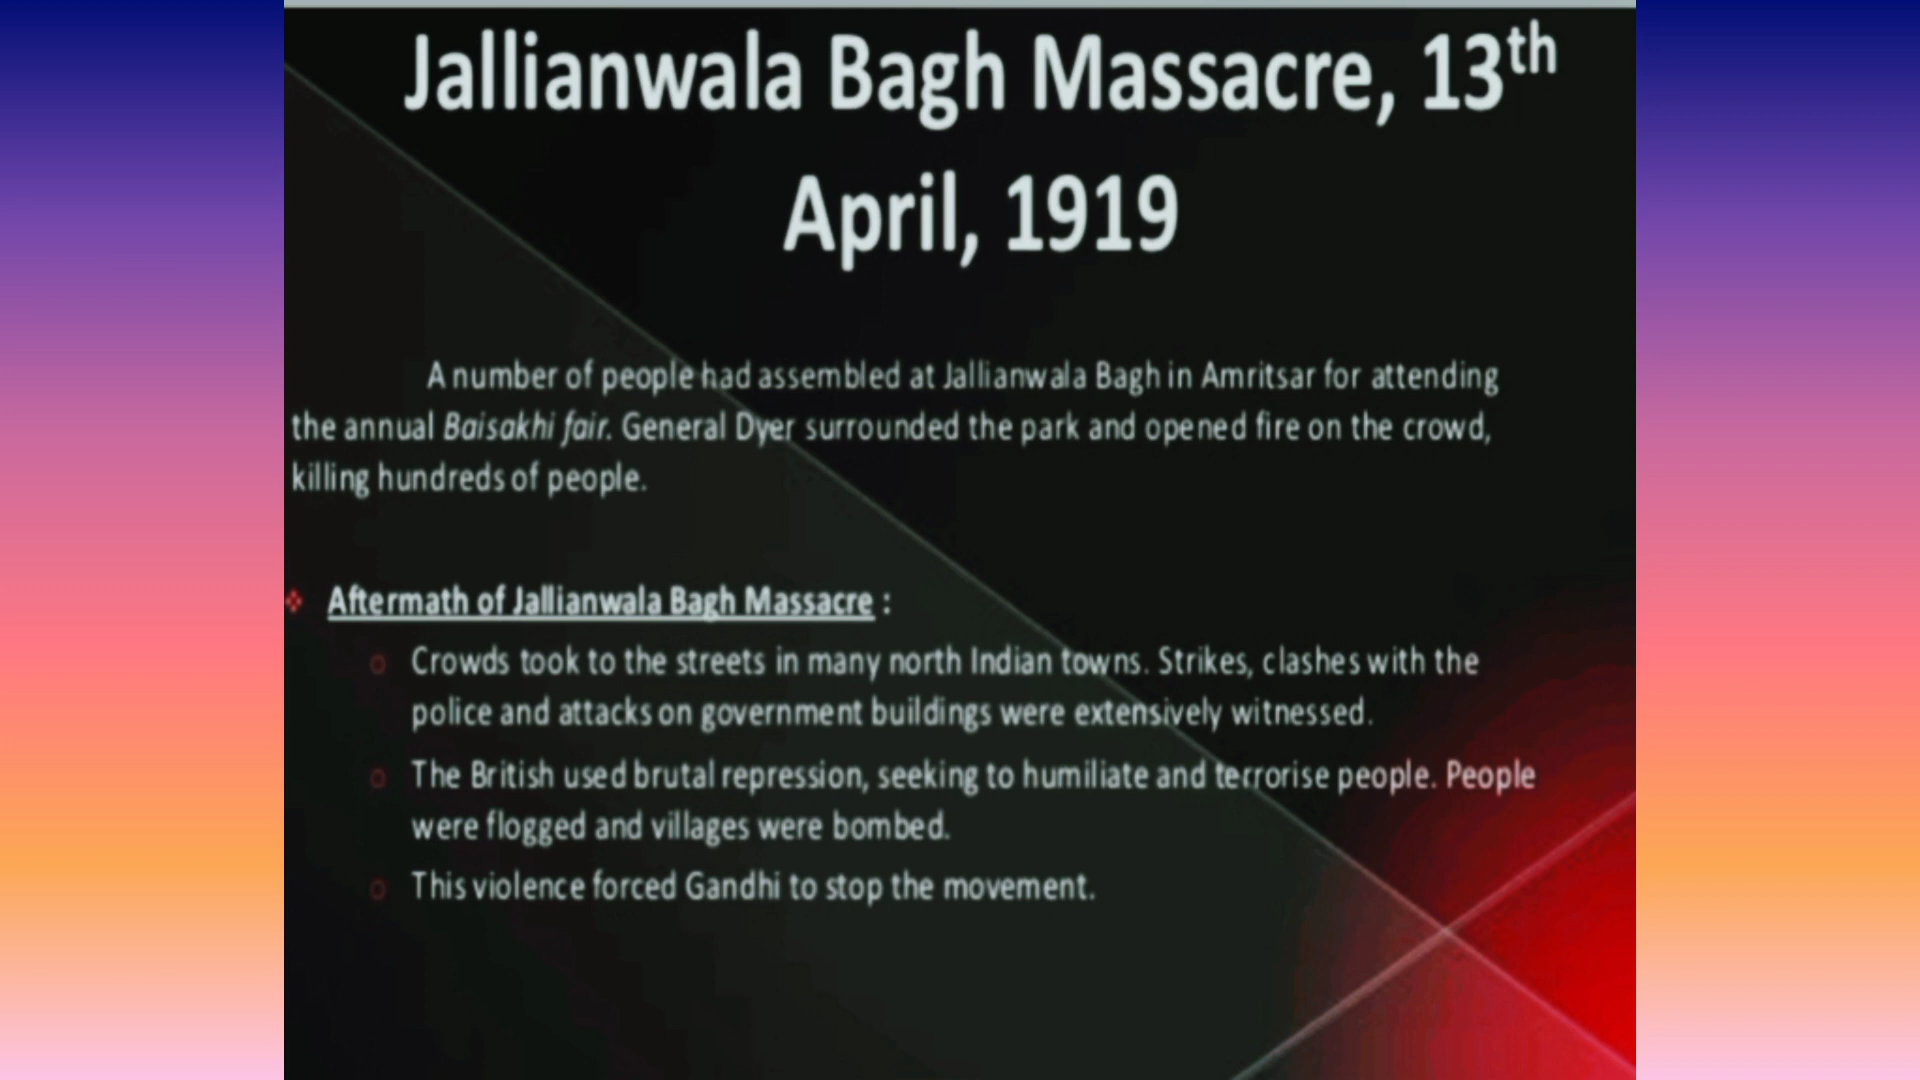 Jallianwala Bagh Massacre, 13th
April, 1919
A number of people had assembled at Jallianwala Bagh in Amritsar for attending
the annual Baisakhi fair. General Dyer surrounded the park and opened fire on the crowd,
killing hundreds of people.
Aftermath of Jallianwala Bagh Massacre :
Crowds took to the streets in many north Indian towns. Strikes, clashes with the
police and attacks on government buildings were extensively witnessed.
The British used brutal repression, seeking to humiliate and terrorise people. People
were flogged and villages were bombed.
This violence forced Gandhi to stop the movement.